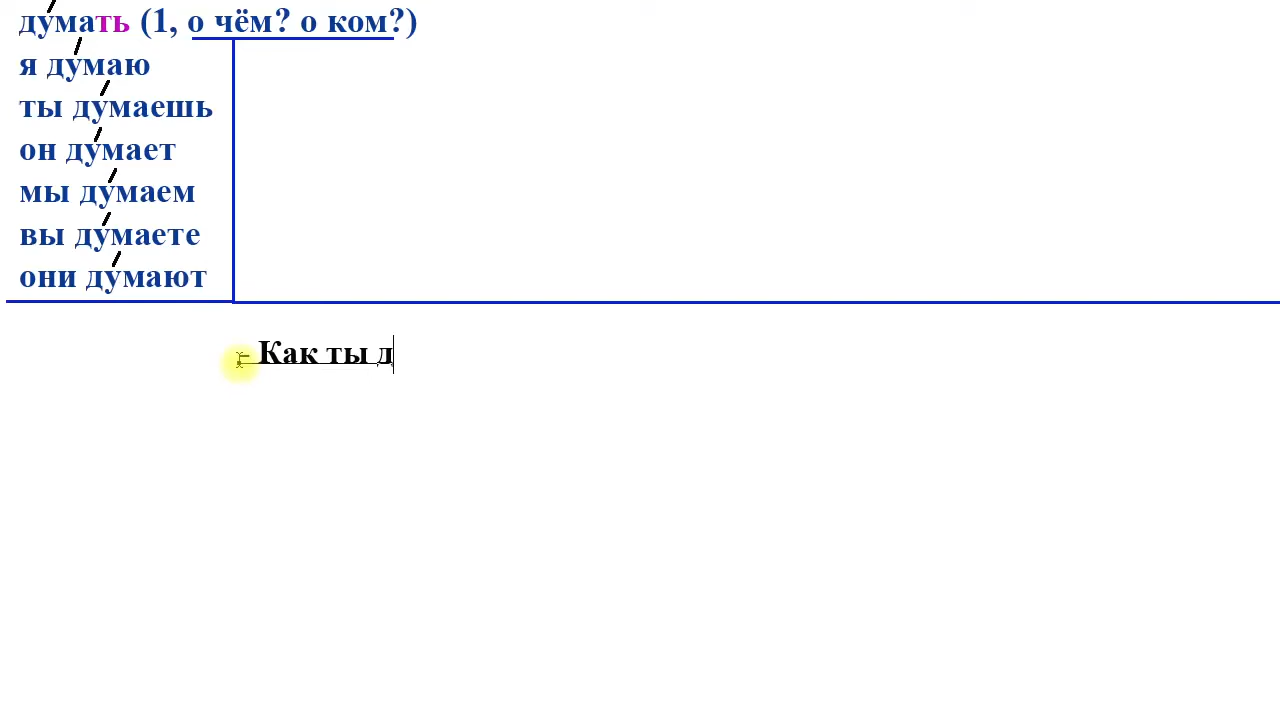 думать (1, о чём? о ком?)
я думаю
ты думаешь
он думает
мы думаем
вы думаете
они думают
- Как ты д